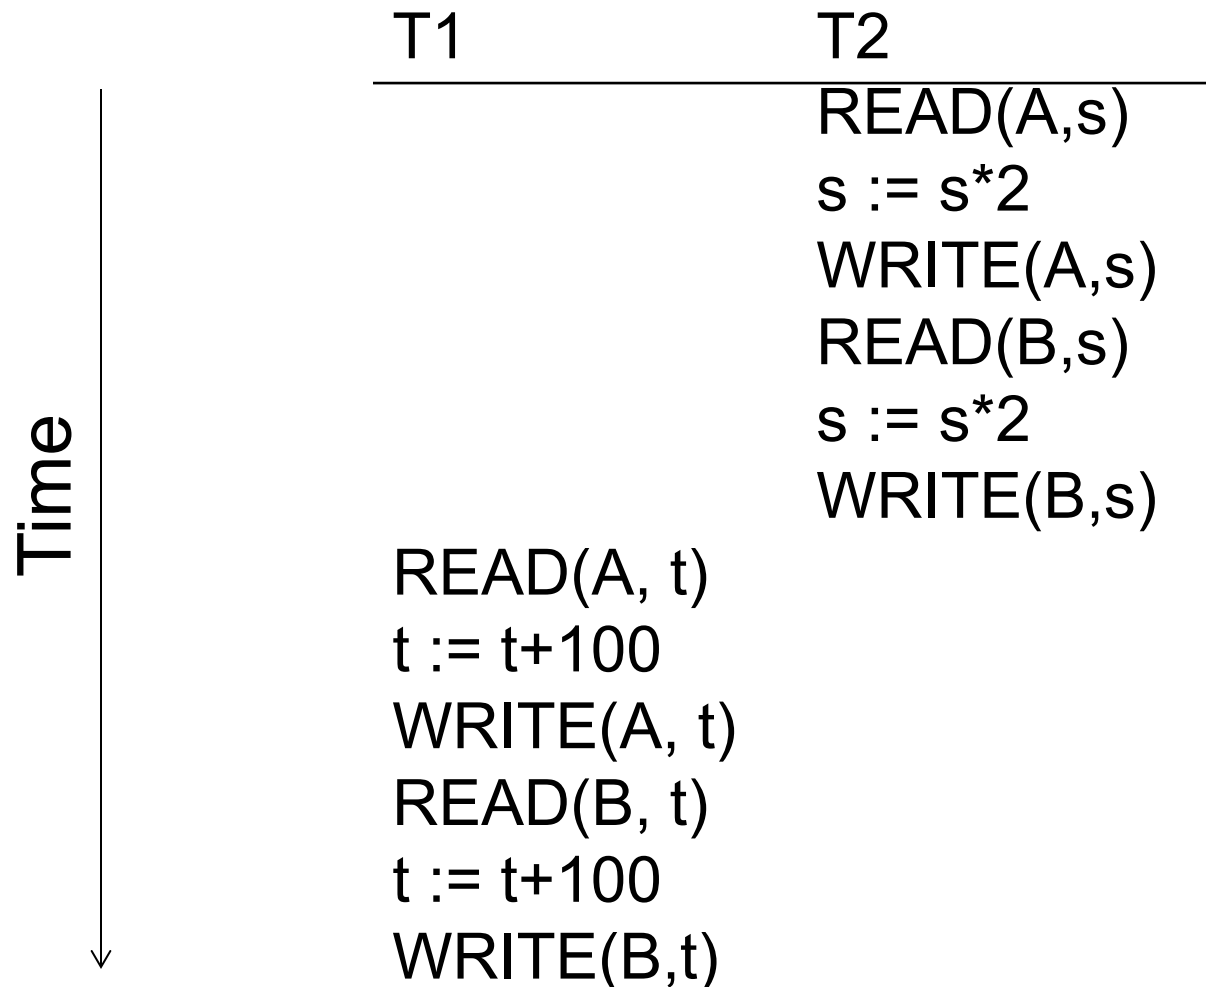 T1 T2
READ(A,s)
s := s*2
WRITE(A,s)
READ(B,s)
s := s*2
WRITE(B,s)
Time
READ(A, t)
t := t+100
WRITE(A, t)
READ(B, t)
t := t+100
WRITE(B,t)